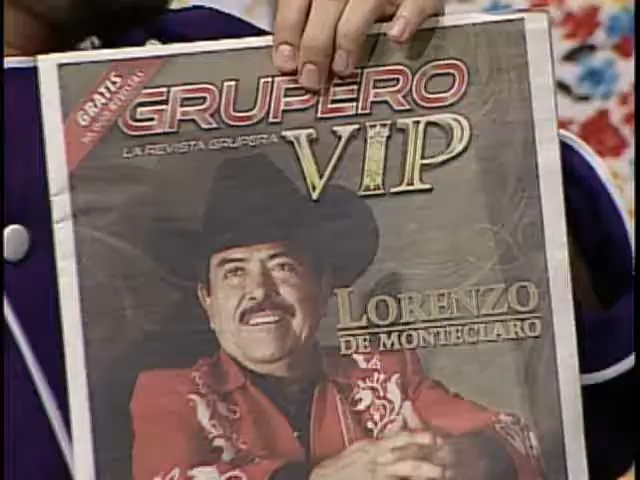 GRATIS
GRUPERO
LA REVISTA GRUPERA
VIP
LORENZO
DE MONTECLARO